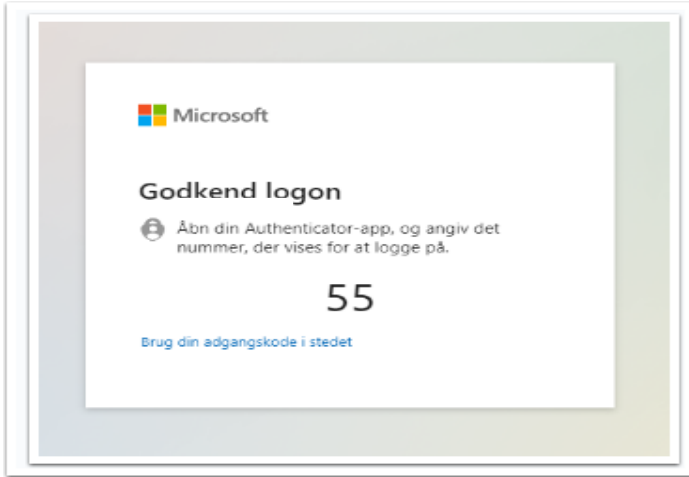 Microsoft
Godkend logon
Åbn din Authenticator-app, og angiv det
nummer, der vises for at logge på.
55
Brug din adgangskode i stedet